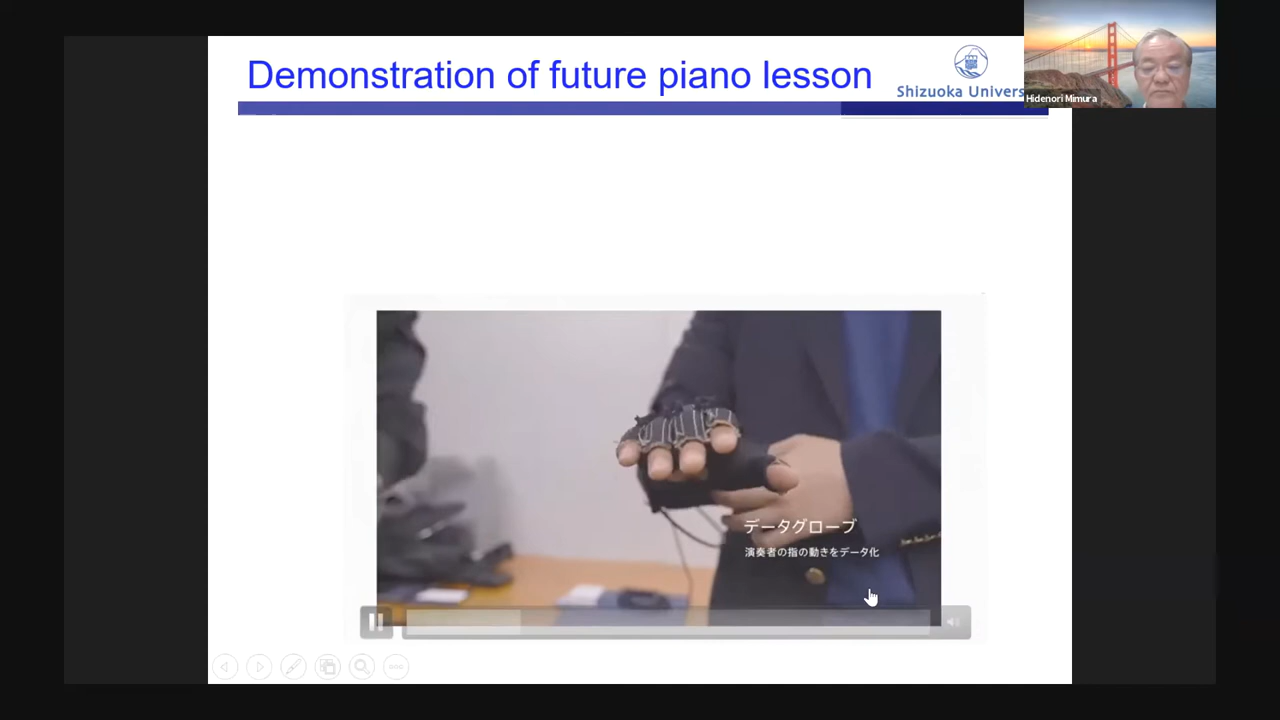 Demonstration of future piano lesson
Shizuoka Univers
Hidenori Mimura
データグローブ
演奏者の指の動きをデータ化